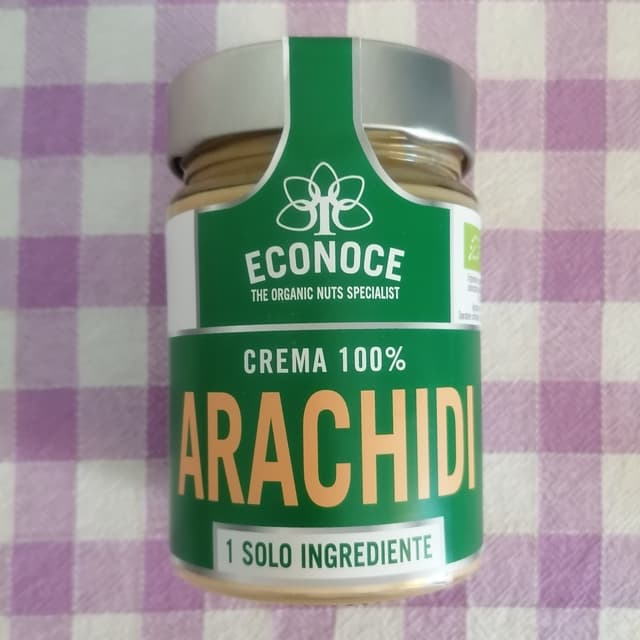 ECONOCE
THE ORGANIC NUTS SPECIALIST
CREMA 100%
ARACHIDI
1 SOLO INGREDIENTE